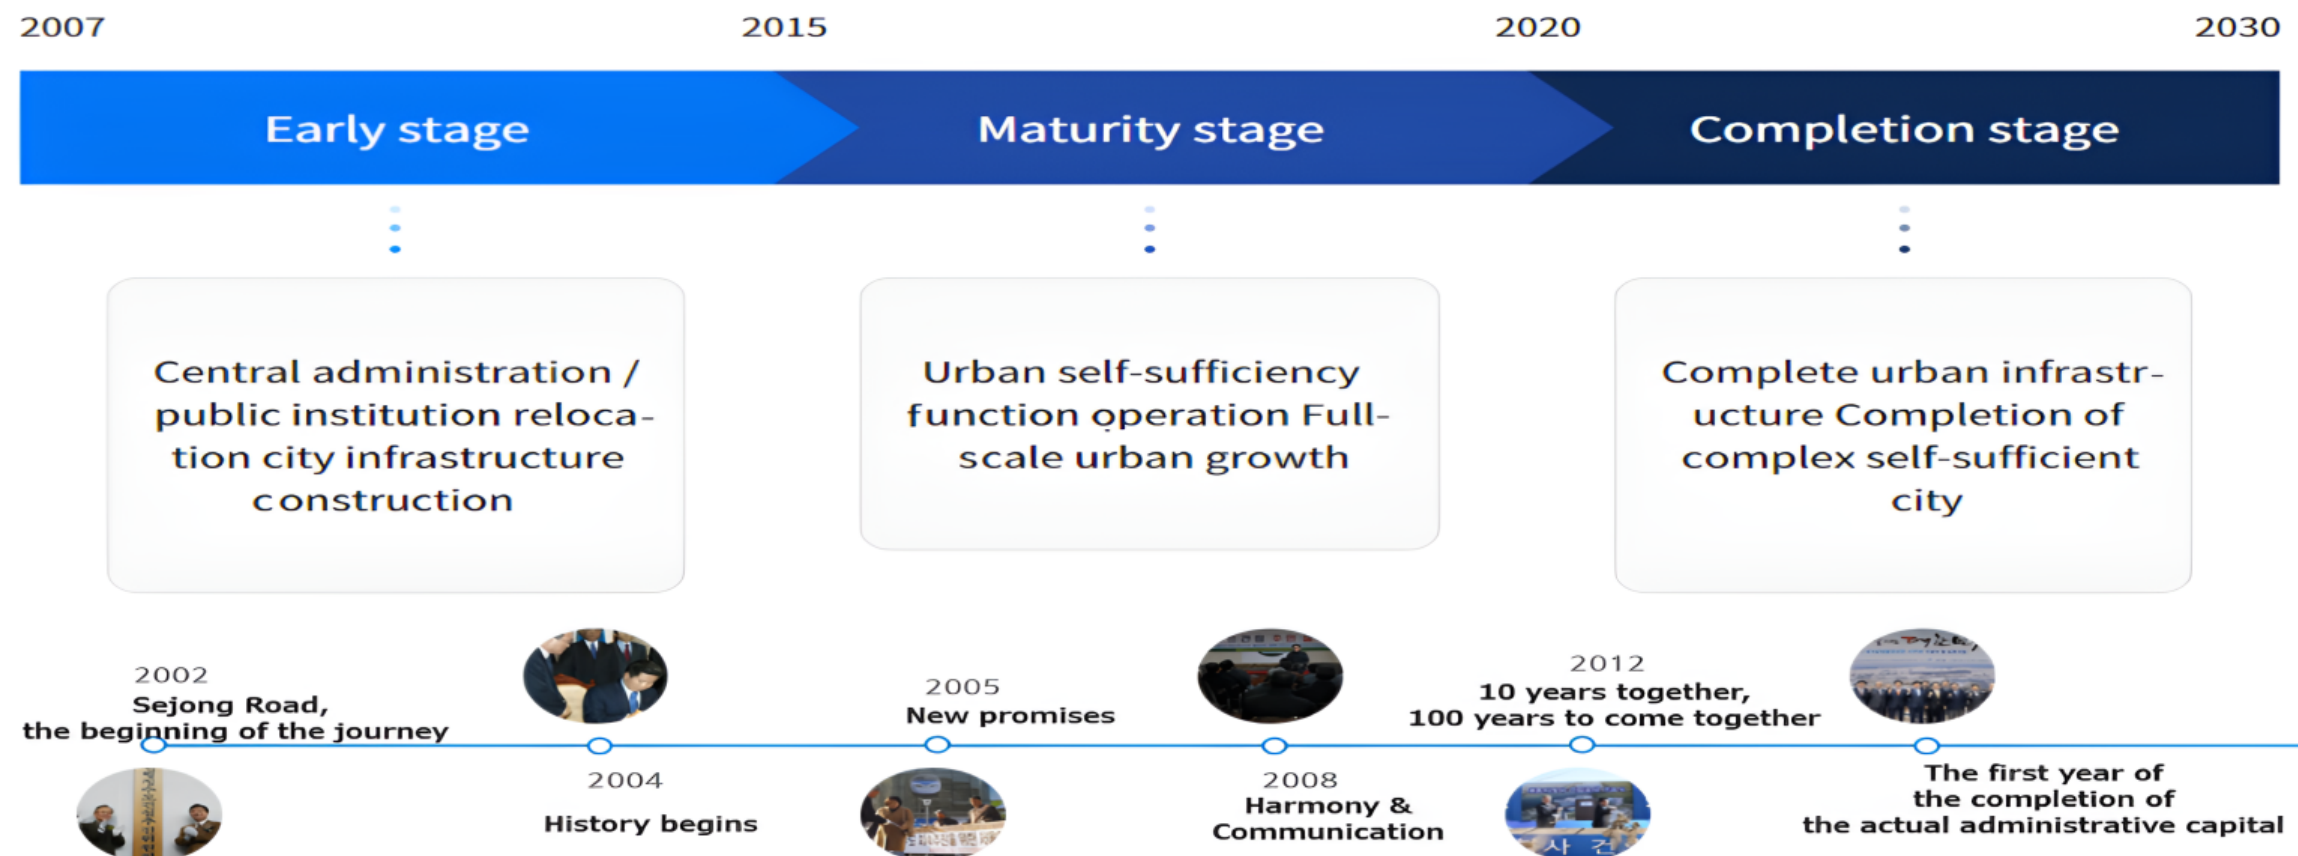 2007
2015
2020
2030
Early stage
Maturity stage
Completion stage
Central administration /
public institution reloca-
tion city infrastructure
construction
Urban self-sufficiency
function operation Full-
scale urban growth
Complete urban infrastr-
ucture Completion of
complex self-sufficient
city
2002
Sejong Road,
the beginning of the journey
2004
History begins
2005
New promises
2008
Harmony &
Communication
2012
10 years together,
100 years to come together
The first year of
the completion of
the actual administrative capital
사 건